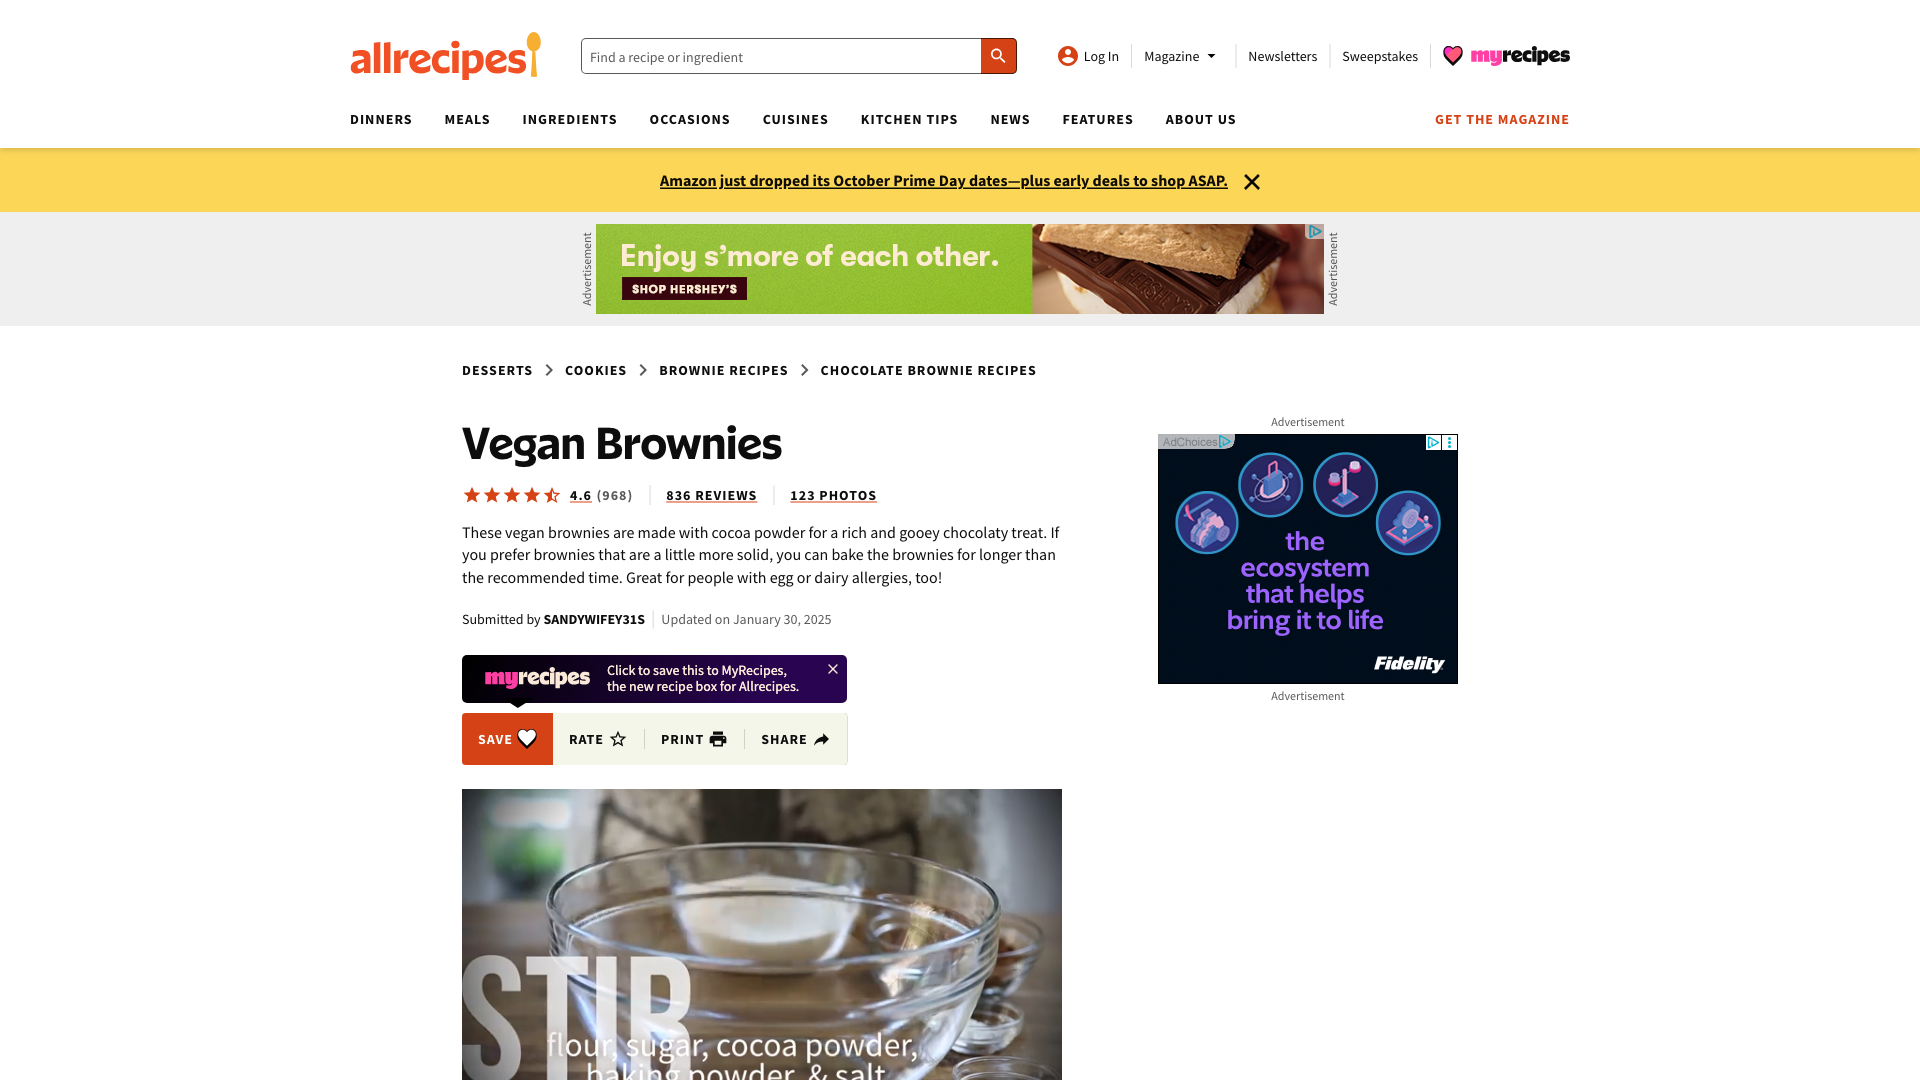 allrecipes
Find a recipe or ingredient
Log In
Magazine
Newsletters
Sweepstakes
myrecipes
DINNERS
MEALS
INGREDIENTS
OCCASIONS
CUISINES
KITCHEN TIPS
NEWS
FEATURES
ABOUT US
GET THE MAGAZINE
Amazon just dropped its October Prime Day dates—plus early deals to shop ASAP.
Advertisement
Enjoy s’more of each other.
SHOP HERSHEY'S
HERSHEY'S
Advertisement
DESSERTS
COOKIES
BROWNIE RECIPES
CHOCOLATE BROWNIE RECIPES
Vegan Brownies
4.6 (968)
836 REVIEWS
123 PHOTOS
These vegan brownies are made with cocoa powder for a rich and gooey chocolaty treat. If
you prefer brownies that are a little more solid, you can bake the brownies for longer than
the recommended time. Great for people with egg or dairy allergies, too!
Submitted by SANDYWIFEY31S
Updated on January 30, 2025
myrecipes
Click to save this to MyRecipes,
the new recipe box for Allrecipes.
SAVE
RATE
PRINT
SHARE
STIR
flour, sugar, cocoa powder,
baking powder, & salt
Advertisement
AdChoices
the
ecosystem
that helps
bring it to life
Fidelity
Advertisement